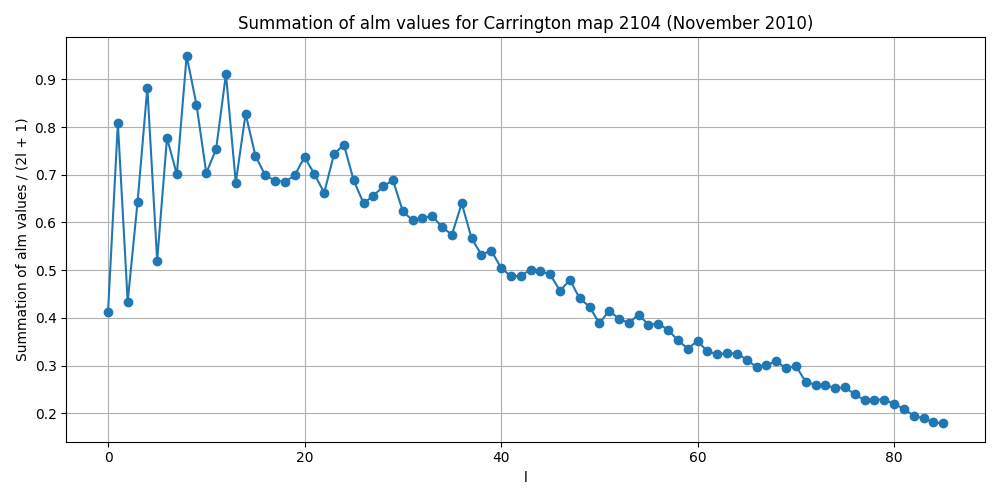 Summation of alm values for Carrington map 2104 (November 2010)
Summation of alm values / (2l + 1)
0.9
0.8
0.7
0.6
0.5
0.4
0.3
0.2
0 20 40 60 80
l